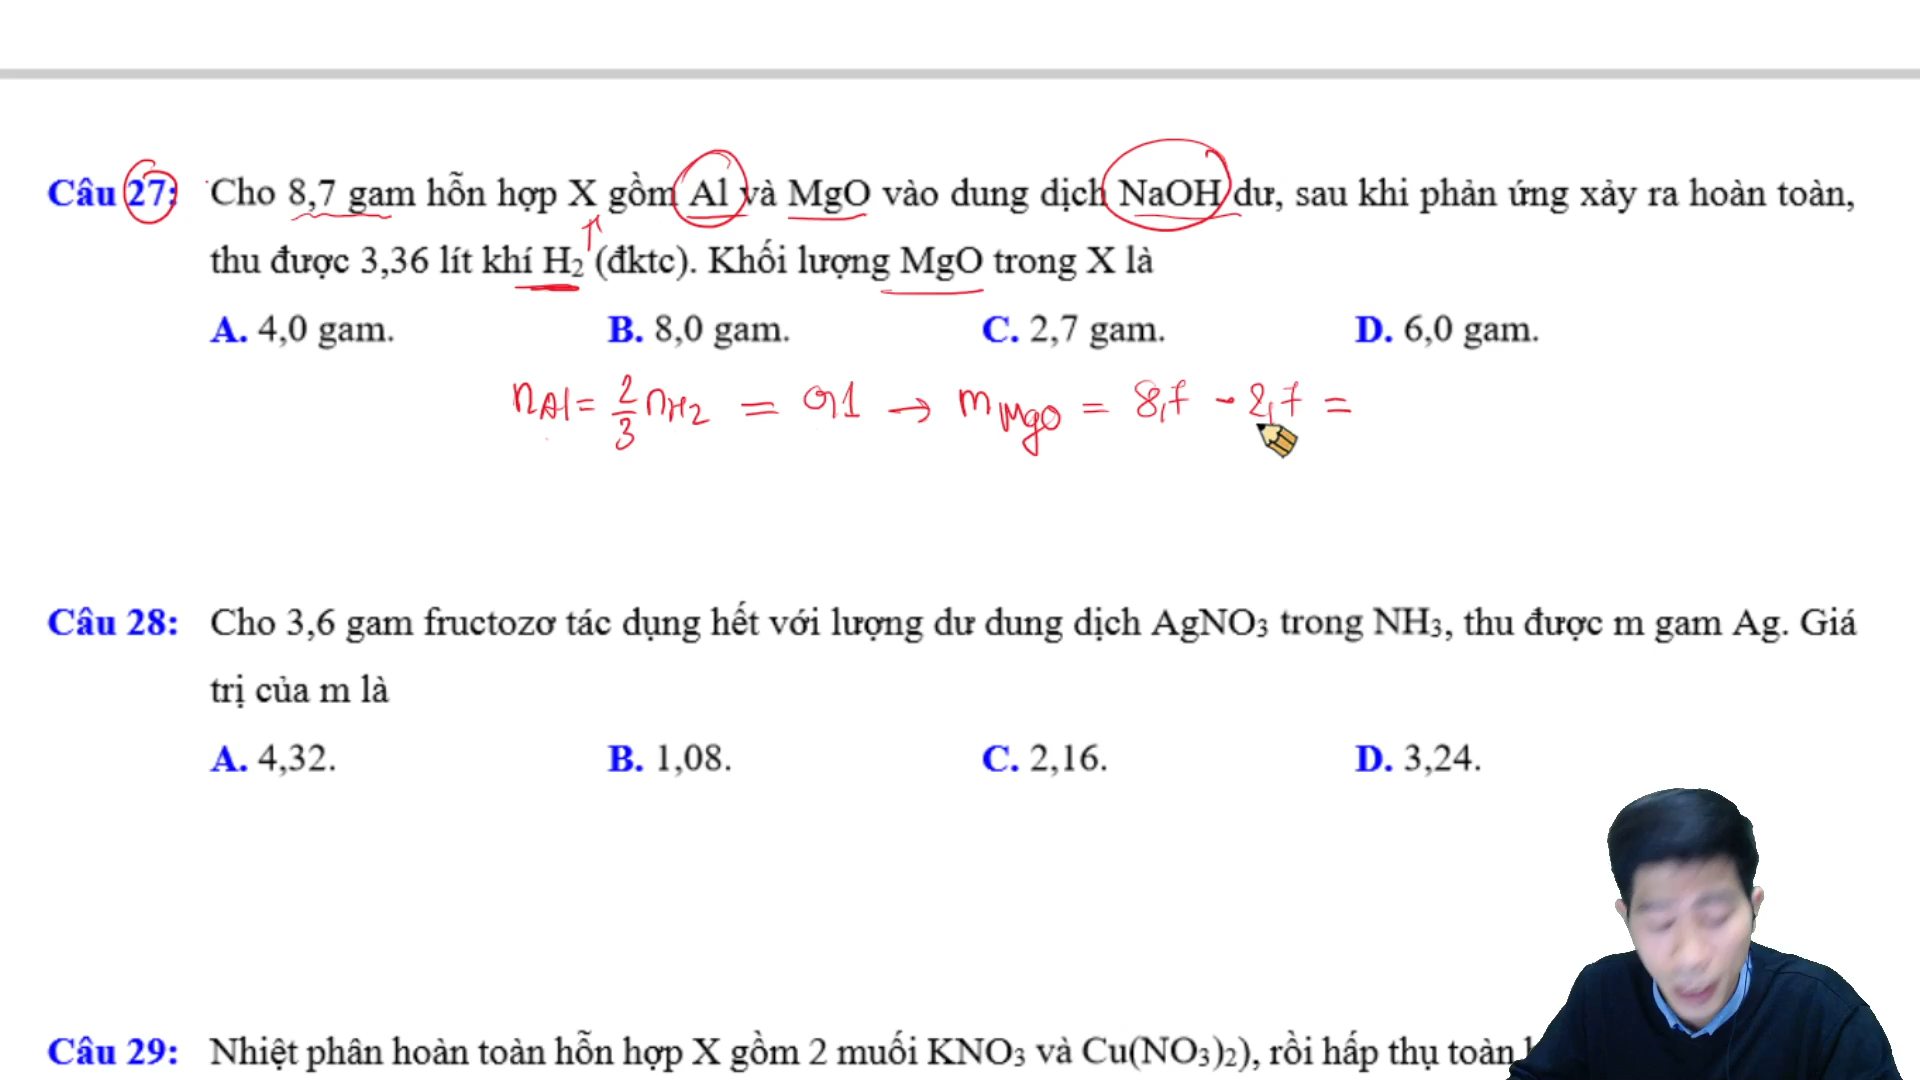 Câu 27: Cho 8,7 gam hỗn hợp X gồm Al và MgO vào dung dịch NaOH dư, sau khi phản ứng xảy ra hoàn toàn,
thu được 3,36 lít khí H₂ (đktc). Khối lượng MgO trong X là
A. 4,0 gam. B. 8,0 gam. C. 2,7 gam. D. 6,0 gam.
nAl = 2/3 nH₂ = 0,1 → mMgO = 8,7 - 2,7 =
Câu 28: Cho 3,6 gam fructozơ tác dụng hết với lượng dư dung dịch AgNO₃ trong NH₃, thu được m gam Ag. Giá
trị của m là
A. 4,32. B. 1,08. C. 2,16. D. 3,24.
Câu 29: Nhiệt phân hoàn toàn hỗn hợp X gồm 2 muối KNO₃ và Cu(NO₃)₂), rồi hấp thụ toàn